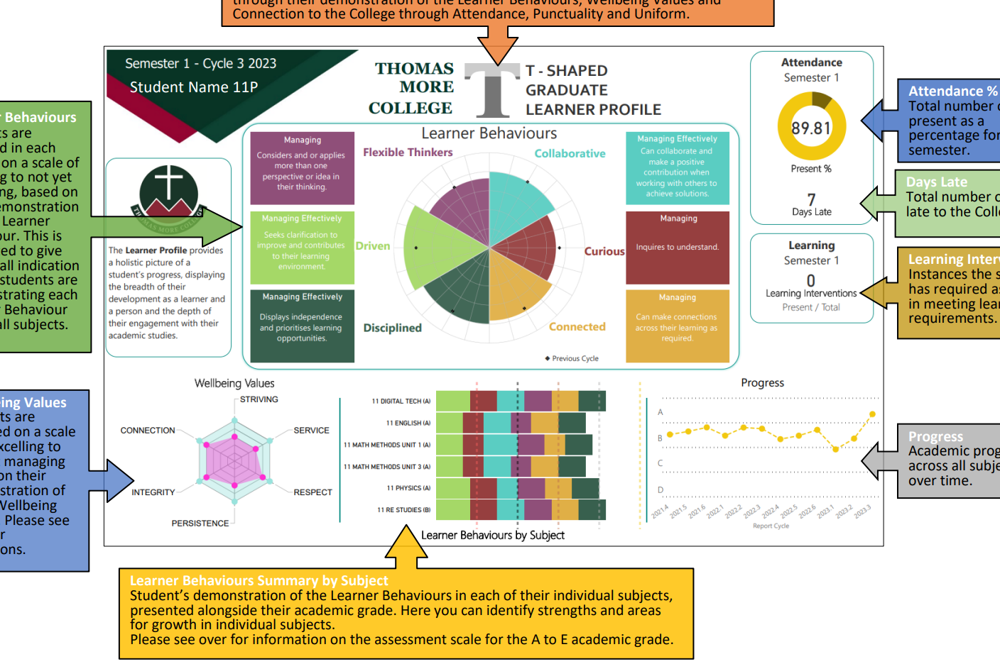 through their demonstration of the Learner Behaviours, Wellbeing Values and
Connection to the College through Attendance, Punctuality and Uniform.
Semester 1 - Cycle 3 2023
Student Name 11P
THOMAS
MORE
COLLEGE
T - SHAPED
GRADUATE
LEARNER PROFILE
Attendance
Semester 1
89.81
Present %
7
Days Late
Attendance %
Total number o
present as a
percentage for
semester.
Days Late
Total number o
late to the Colle
r Behaviours
ts are
d in each
on a scale of
g to not yet
ng, based on
emonstration
Learner
our. This is
ted to give
all indication
students are
strating each
r Behaviour
all subjects.
THOMAS MORE COLLEGE
The Learner Profile provides
a holistic picture of a
student's progress, displaying
the breadth of their
development as a learner and
a person and the depth of
their engagement with their
academic studies.
Learner Behaviours
Managing
Considers and or applies
more than one
perspective or idea in
their thinking.
Managing Effectively
Seeks clarification to
improve and contributes
to their learning
environment.
Managing Effectively
Displays independence
and prioritises learning
opportunities.
Flexible Thinkers
Collaborative
Driven
Curious
Disciplined
Connected
Previous Cycle
Managing Effectively
Can collaborate and
make a positive
contribution when
working with others to
achieve solutions.
Managing
Inquires to understand.
Managing
Can make connections
across their learning as
required.
Learning
Semester 1
0
Learning Interventions
Present / Total
Learning Interv
Instances the s
has required as
in meeting lear
requirements.
eing Values
ts are
ed on a scale
xcelling to
t managing
on their
stration of
Wellbeing
. Please see
r
ons.
Wellbeing Values
STRIVING
CONNECTION
SERVICE
INTEGRITY
RESPECT
PERSISTENCE
11 DIGITAL TECH (A)
11 ENGLISH (A)
11 MATH METHODS UNIT 1 (A)
11 MATH METHODS UNIT 3 (A)
11 PHYSICS (A)
11 RE STUDIES (B)
Learner Behaviours by Subject
Progress
A
B
C
D
2021.4 2021.5 2021.6 2022.1 2022.2 2022.3 2022.4 2022.5 2022.6 2023.1 2023.2 2023.3
Report Cycle
Progress
Academic prog
across all subje
over time.
Learner Behaviours Summary by Subject
Student's demonstration of the Learner Behaviours in each of their individual subjects,
presented alongside their academic grade. Here you can identify strengths and areas
for growth in individual subjects.
Please see over for information on the assessment scale for the A to E academic grade.